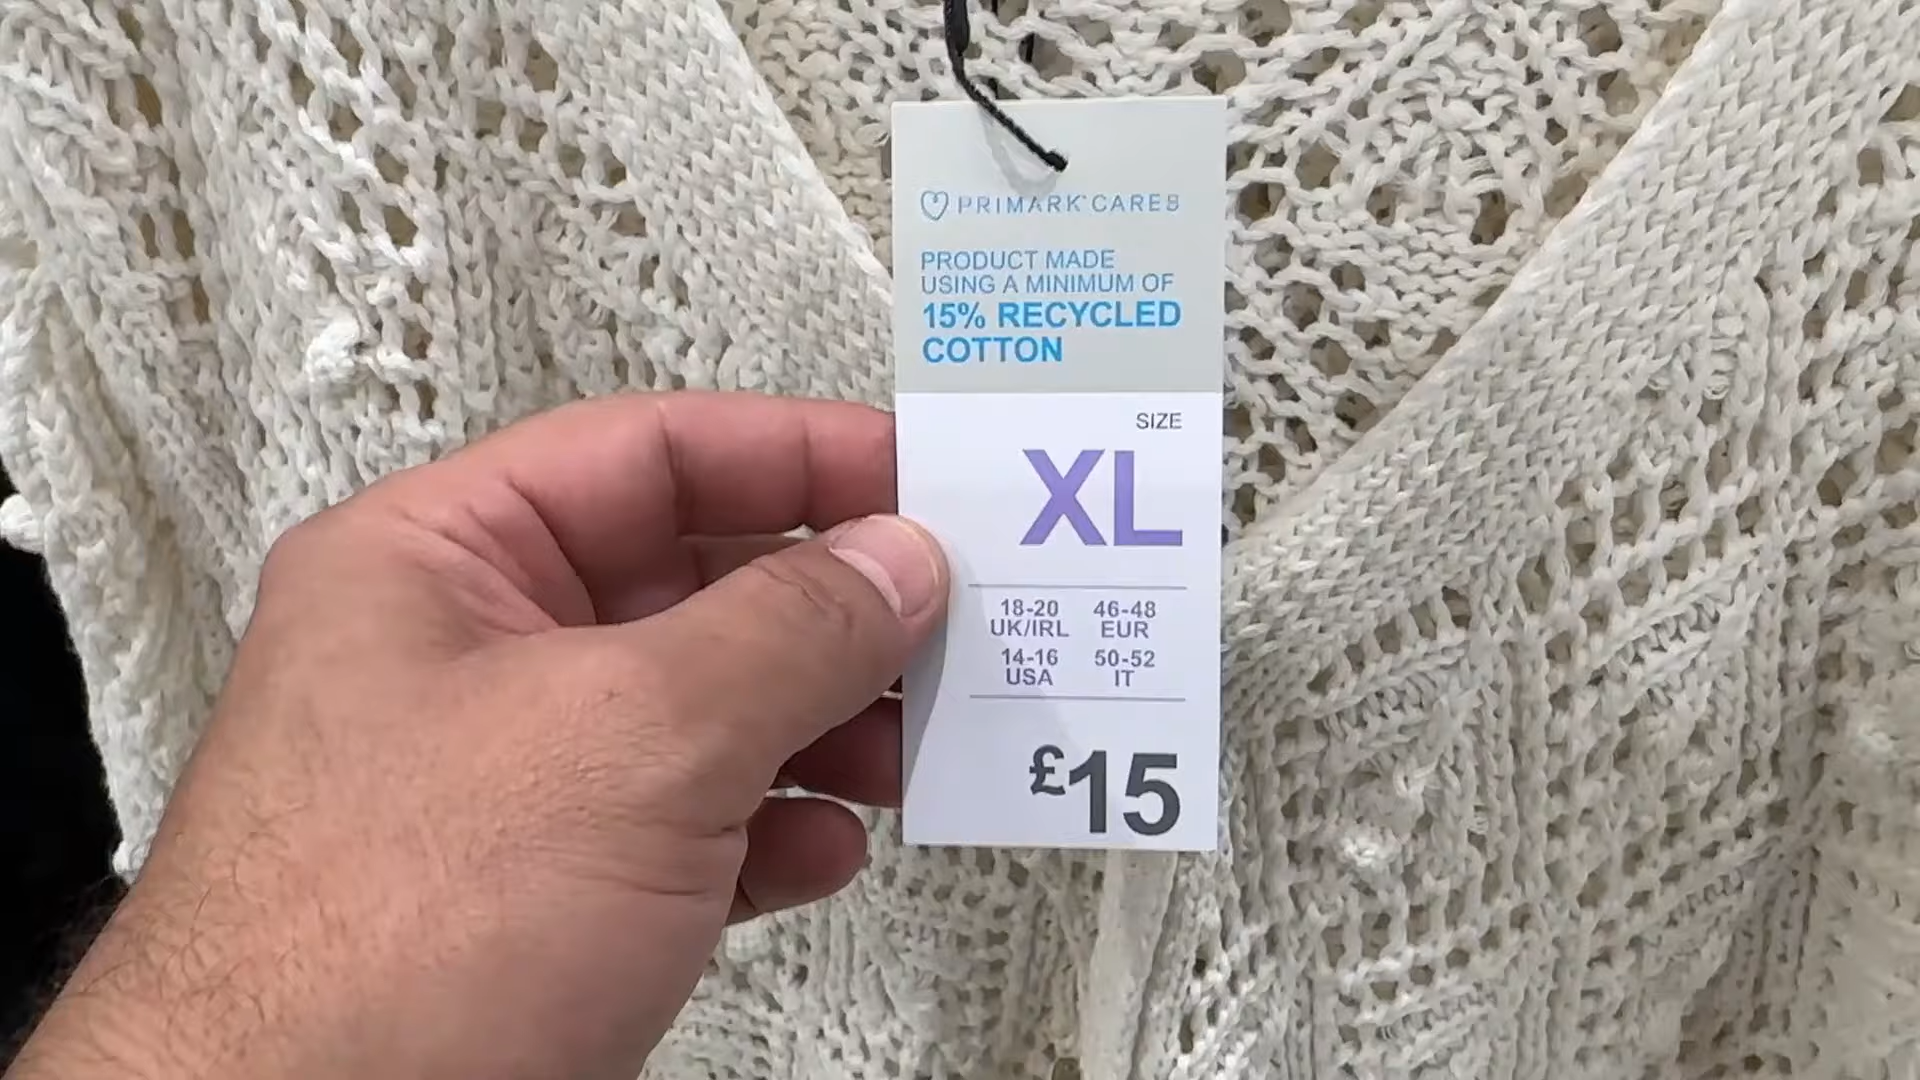 PRIMARK CARES
PRODUCT MADE
USING A MINIMUM OF
15% RECYCLED
COTTON
SIZE
XL
18-20 46-48
UK/IRL EUR
14-16 50-52
USA IT
£15